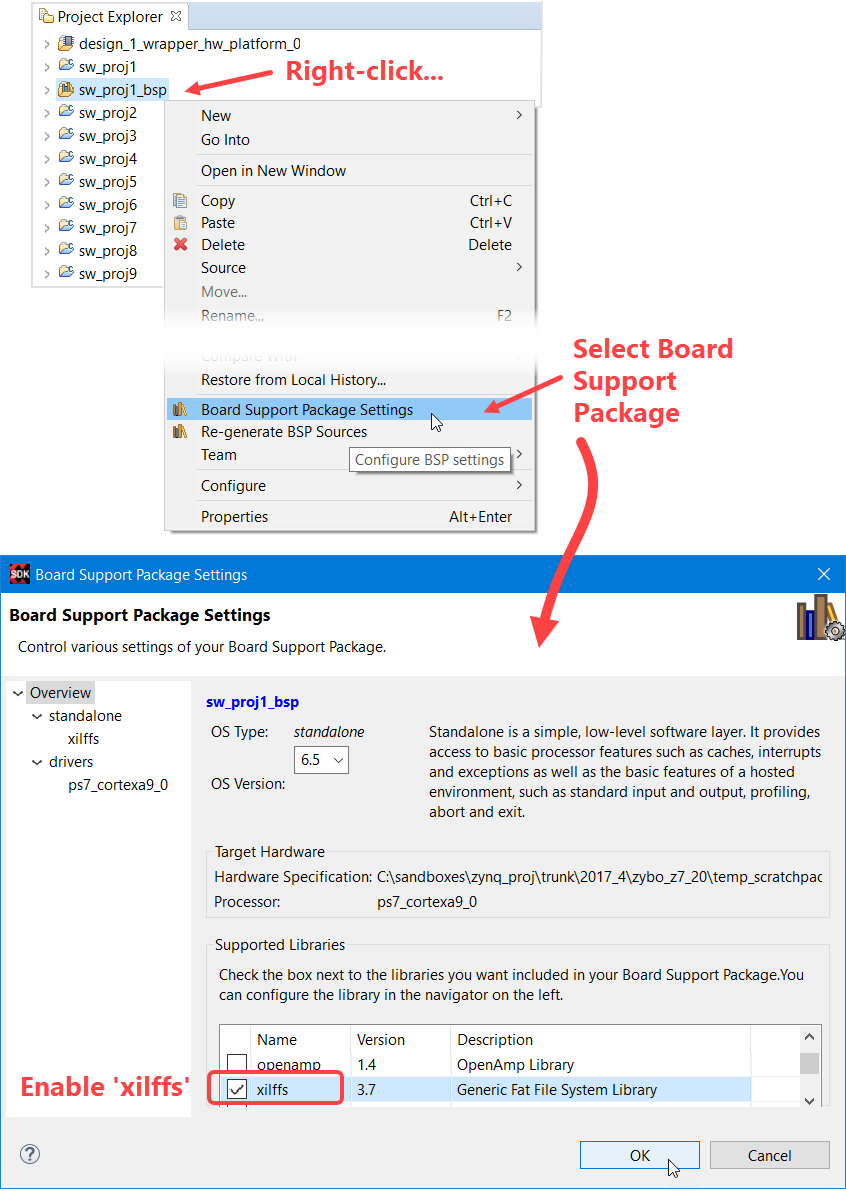 Project Explorer
design_1_wrapper_hw_platform_0
sw_proj1
Right-click...
sw_proj1_bsp
sw_proj2
sw_proj3
sw_proj4
sw_proj5
sw_proj6
sw_proj7
sw_proj8
sw_proj9
New
Go Into
Open in New Window
Copy Ctrl+C
Paste Ctrl+V
Delete Delete
Source
Move...
Rename... F2
Compare With
Restore from Local History...
Board Support Package Settings
Re-generate BSP Sources
Team
Configure BSP settings
Configure
Properties Alt+Enter
Select Board
Support
Package
SDK Board Support Package Settings
Board Support Package Settings
Control various settings of your Board Support Package.
Overview
standalone
xilffs
drivers
ps7_cortexa9_0
sw_proj1_bsp
OS Type: standalone
6.5
OS Version:
Standalone is a simple, low-level software layer. It provides
access to basic processor features such as caches, interrupts
and exceptions as well as the basic features of a hosted
environment, such as standard input and output, profiling,
abort and exit.
Target Hardware
Hardware Specification: C:\sandboxes\zynq_proj\trunk\2017_4\zybo_z7_20\temp_scratchpad
Processor: ps7_cortexa9_0
Supported Libraries
Check the box next to the libraries you want included in your Board Support Package.You
can configure the library in the navigator on the left.
Name Version Description
openamp 1.4 OpenAmp Library
xilffs 3.7 Generic Fat File System Library
Enable 'xilffs'
OK Cancel